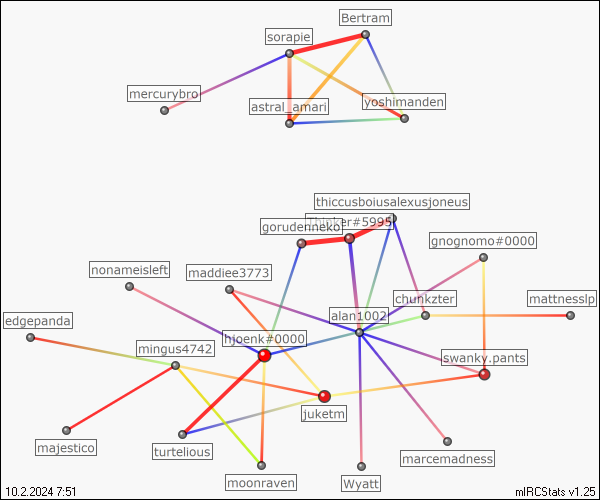 Bertram
sorapie
mercurybro
astral_amari
yoshimanden
thiccusboiusalexusjoneus
gorudenneko
Thinker#5995
gnognomo#0000
nonameisleft
maddiee3773
chunkzter
mattnesslp
alan1002
edgepanda
hjoenk#0000
mingus4742
swanky.pants
juketm
majestico
turtelious
marcemadness
moonraven
Wyatt
10.2.2024 7:51
mIRCStats v1.25